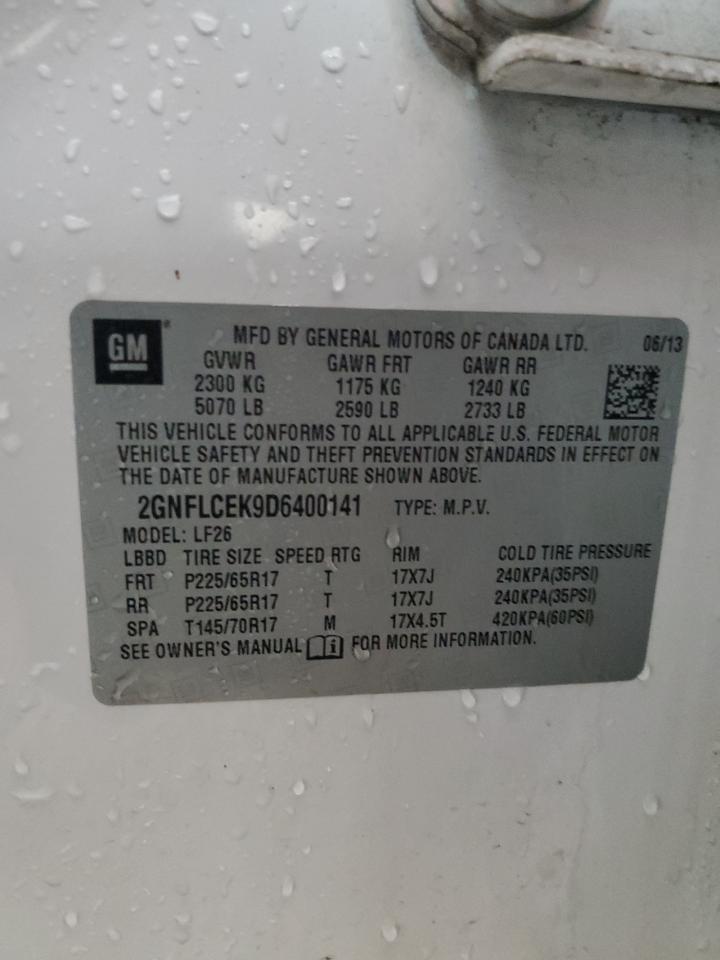 GM® MFD BY GENERAL MOTORS OF CANADA LTD. 06/13
GVWR GAWR FRT GAWR RR
2300 KG 1175 KG 1240 KG
5070 LB 2590 LB 2733 LB
THIS VEHICLE CONFORMS TO ALL APPLICABLE U.S. FEDERAL MOTOR
VEHICLE SAFETY AND THEFT PREVENTION STANDARDS IN EFFECT ON
THE DATE OF MANUFACTURE SHOWN ABOVE.
2GNFLCEK9D6400141 TYPE: M.P.V.
MODEL: LF26
LBBD TIRE SIZE SPEED RTG RIM COLD TIRE PRESSURE
FRT P225/65R17 T 17X7J 240KPA(35PSI)
RR P225/65R17 T 17X7J 240KPA(35PSI)
SPA T145/70R17 M 17X4.5T 420KPA(60PSI)
SEE OWNER'S MANUAL FOR MORE INFORMATION.